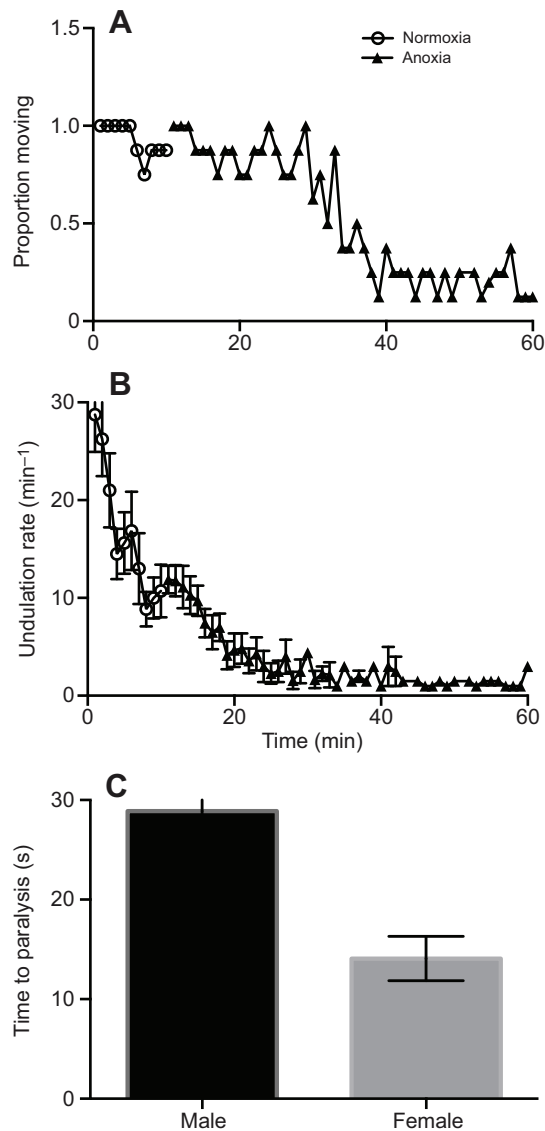 A
1.5
Normoxia
Anoxia
1.0
Proportion moving
0.5
0
0 20 40 60
B
30
20
Undulation rate (min−1)
10
0
0 20 40 60
Time (min)
C
30
20
Time to paralysis (s)
10
0
Male Female